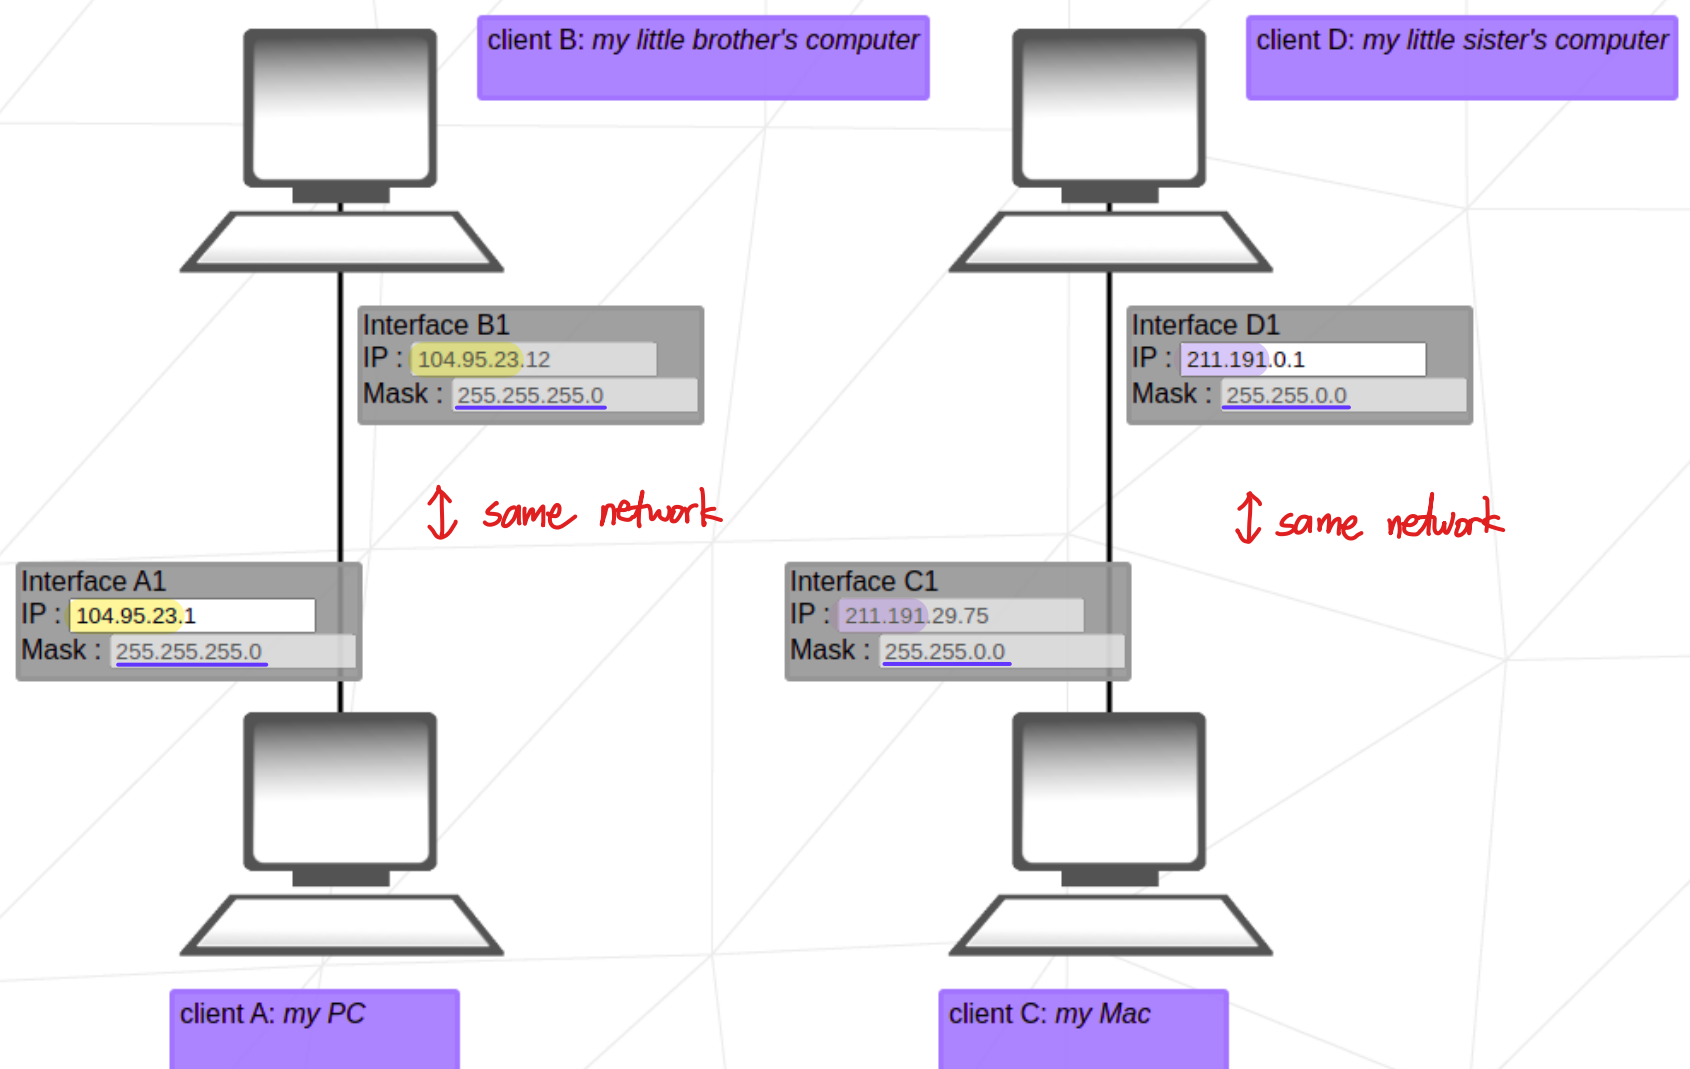 client B: my little brother's computer
client D: my little sister's computer
Interface B1
IP : 104.95.23.12
Mask : 255.255.255.0
Interface D1
IP : 211.191.0.1
Mask : 255.255.0.0
same network
same network
Interface A1
IP : 104.95.23.1
Mask : 255.255.255.0
Interface C1
IP : 211.191.29.75
Mask : 255.255.0.0
client A: my PC
client C: my Mac